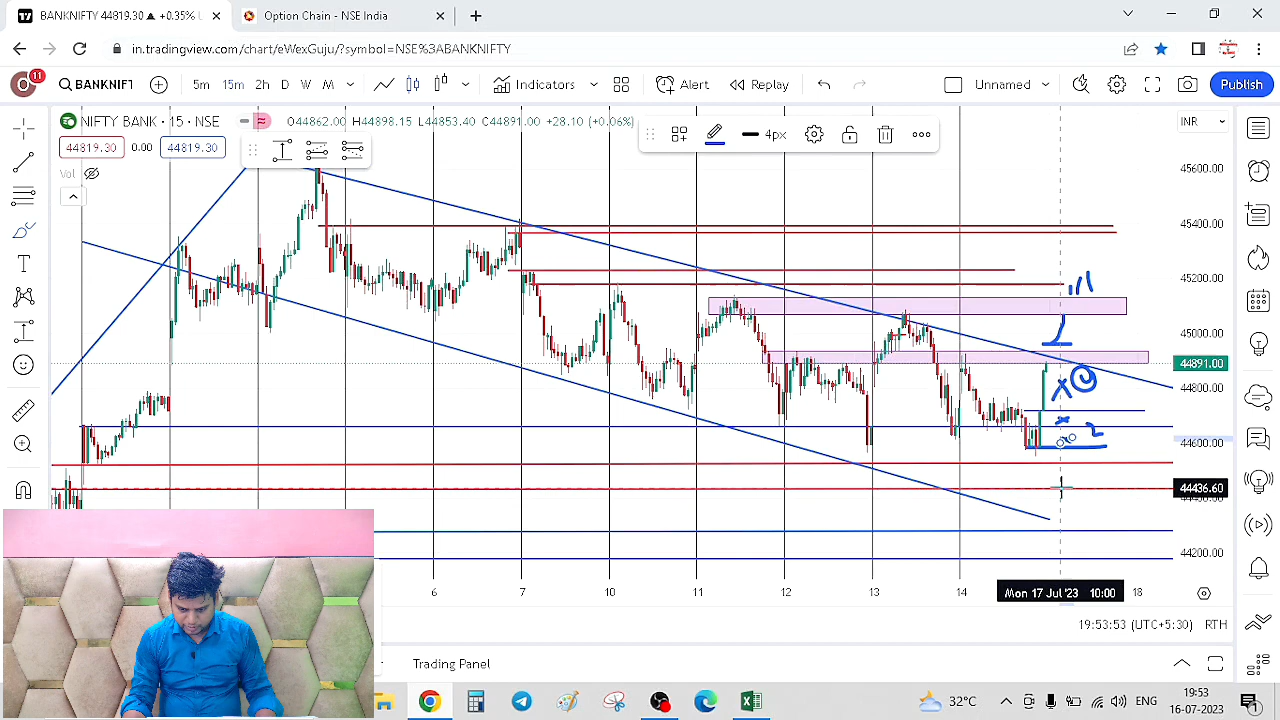 BANKNIFTY 44819.30 ▲ +0.35% L
Option Chain - NSE India
in.tradingview.com/chart/eWexGuju/?symbol=NSE%3ABANKNIFTY
11
BANKNIFT
5m 15m 2h D W M
Indicators
Alert
Replay
Unnamed
Publish
NIFTY BANK · 15 · NSE
O44862.00 H44898.15 L44853.40 C44891.00 +28.10 (+0.06%)
4px
INR
44819.30 0.00 44819.30
Vol
45600.00
45400.00
45200.00
45000.00
44891.00
44800.00
44600.00
2
44436.60
44200.00
6 7 10 11 12 13 14 18
Mon 17 Jul '23 10:00
19:53:53 (UTC+5:30) RTH
Trading Panel
32°C
ENG
19:53
16-07-2023
1